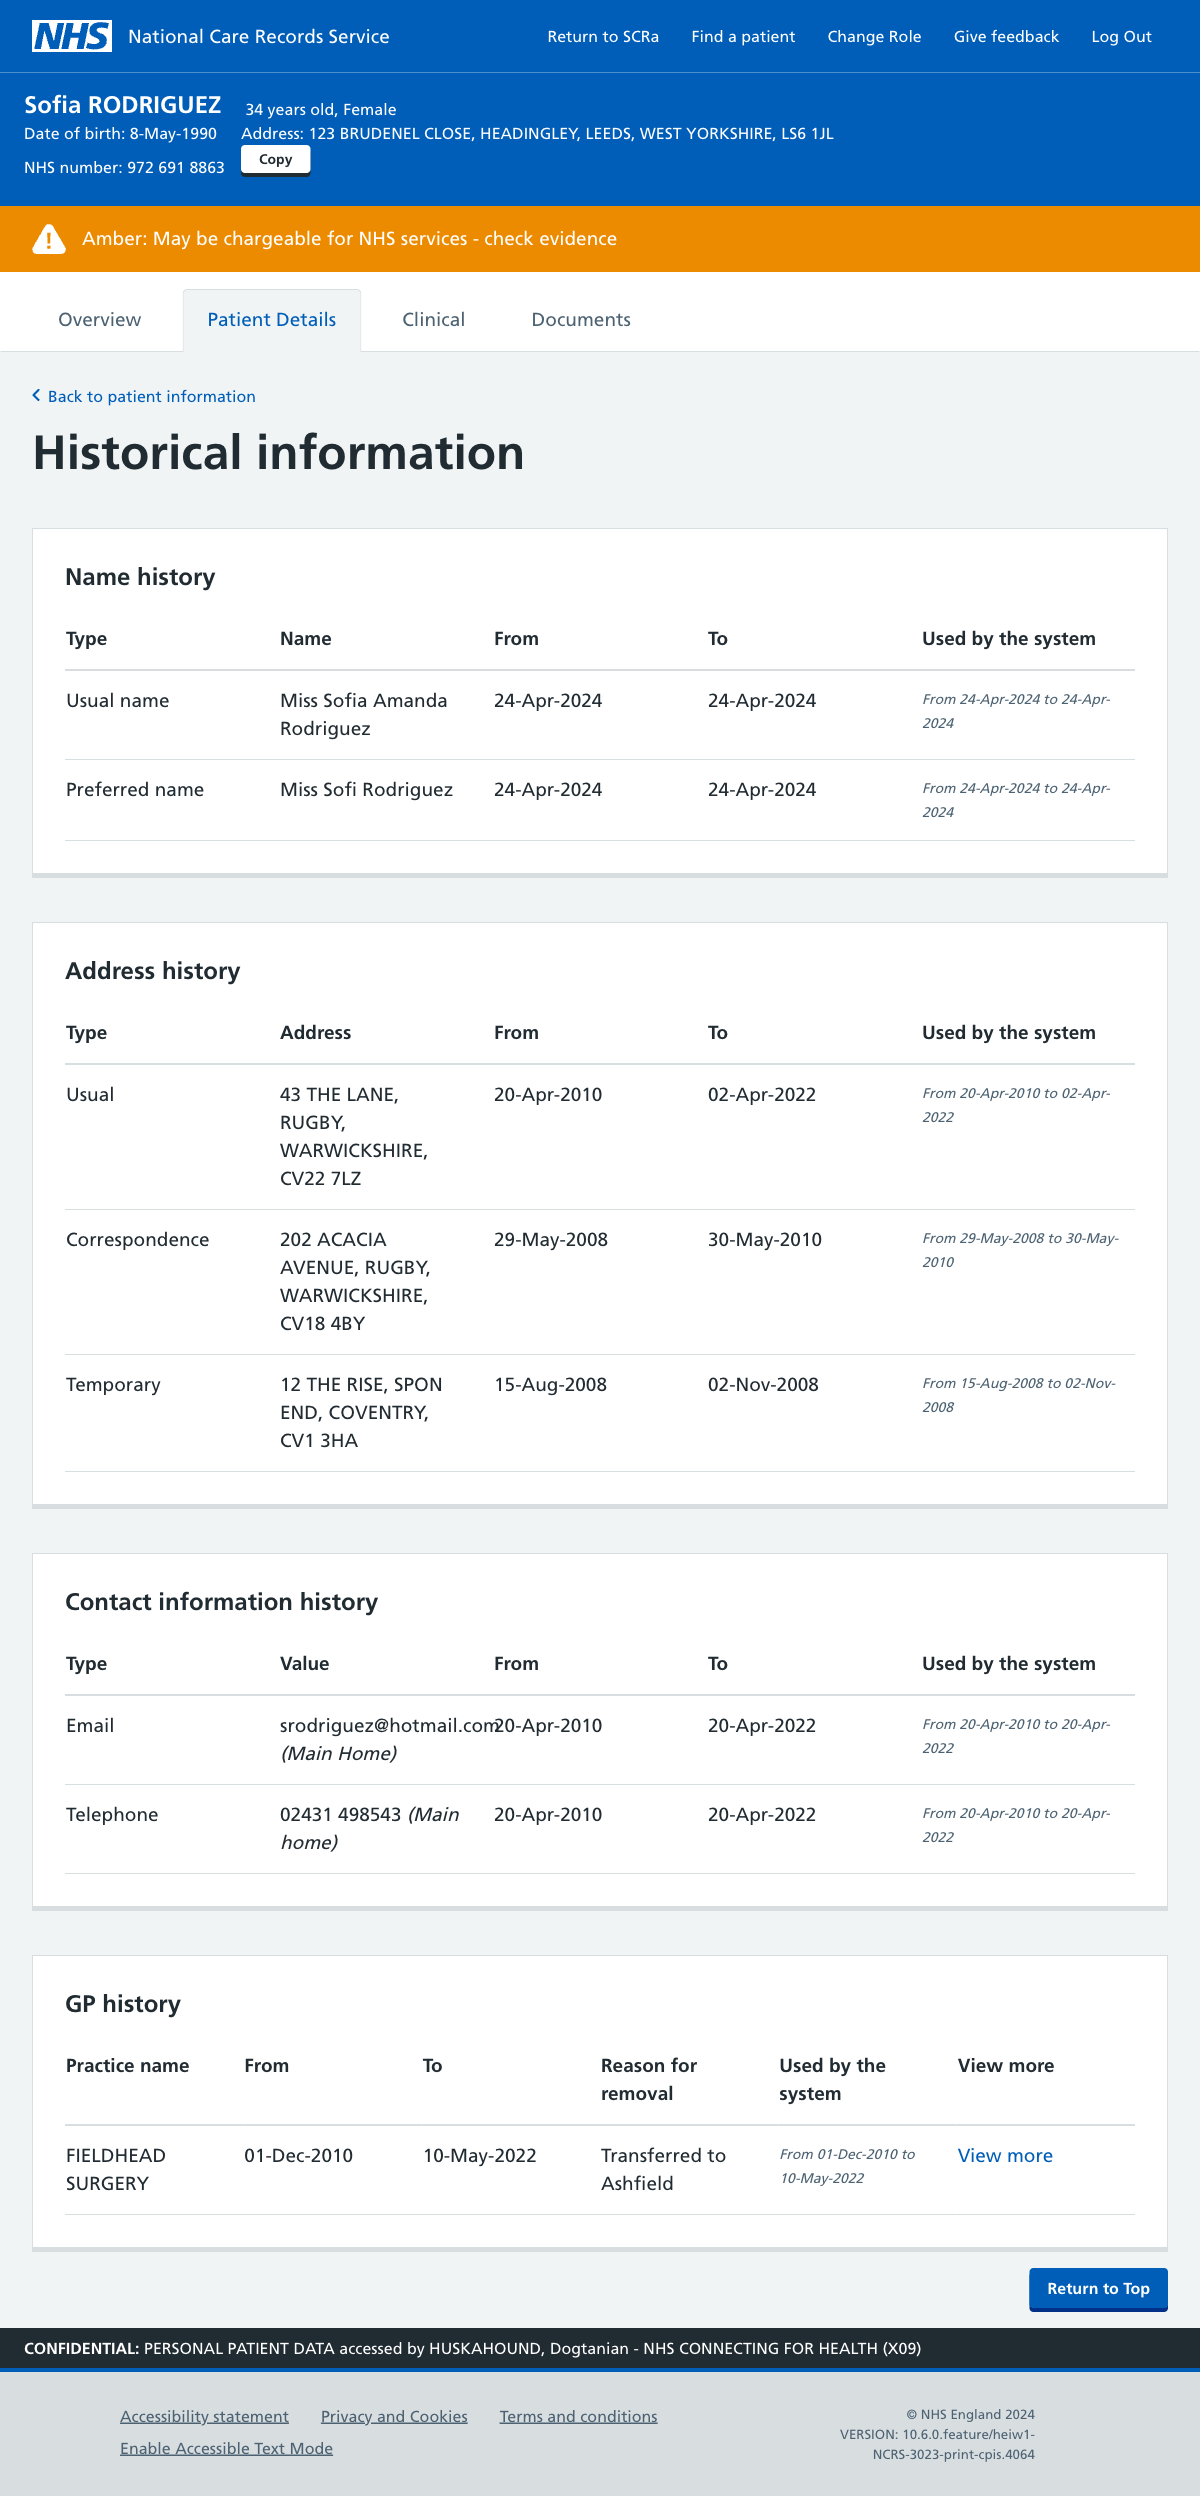 NHS National Care Records Service Return to SCRa Find a patient Change Role Give feedback Log Out
Sofia RODRIGUEZ 34 years old, Female
Date of birth: 8-May-1990 Address: 123 BRUDENEL CLOSE, HEADINGLEY, LEEDS, WEST YORKSHIRE, LS6 1JL
NHS number: 972 691 8863 Copy
Amber: May be chargeable for NHS services - check evidence
Overview Patient Details Clinical Documents
Back to patient information
Historical information
Name history
Type Name From To Used by the system
Usual name Miss Sofia Amanda 24-Apr-2024 24-Apr-2024 From 24-Apr-2024 to 24-Apr-
Rodriguez 2024
Preferred name Miss Sofi Rodriguez 24-Apr-2024 24-Apr-2024 From 24-Apr-2024 to 24-Apr-
2024
Address history
Type Address From To Used by the system
Usual 43 THE LANE, 20-Apr-2010 02-Apr-2022 From 20-Apr-2010 to 02-Apr-
RUGBY, 2022
WARWICKSHIRE,
CV22 7LZ
Correspondence 202 ACACIA 29-May-2008 30-May-2010 From 29-May-2008 to 30-May-
AVENUE, RUGBY, 2010
WARWICKSHIRE,
CV18 4BY
Temporary 12 THE RISE, SPON 15-Aug-2008 02-Nov-2008 From 15-Aug-2008 to 02-Nov-
END, COVENTRY, 2008
CV1 3HA
Contact information history
Type Value From To Used by the system
Email srodriguez@hotmail.com 20-Apr-2010 20-Apr-2022 From 20-Apr-2010 to 20-Apr-
(Main Home) 2022
Telephone 02431 498543 (Main 20-Apr-2010 20-Apr-2022 From 20-Apr-2010 to 20-Apr-
home) 2022
GP history
Practice name From To Reason for Used by the View more
removal system
FIELDHEAD 01-Dec-2010 10-May-2022 Transferred to From 01-Dec-2010 to View more
SURGERY Ashfield 10-May-2022
Return to Top
CONFIDENTIAL: PERSONAL PATIENT DATA accessed by HUSKAHOUND, Dogtanian - NHS CONNECTING FOR HEALTH (X09)
Accessibility statement Privacy and Cookies Terms and conditions © NHS England 2024
VERSION: 10.6.0.feature/heiw1-
Enable Accessible Text Mode NCRS-3023-print-cpis.4064